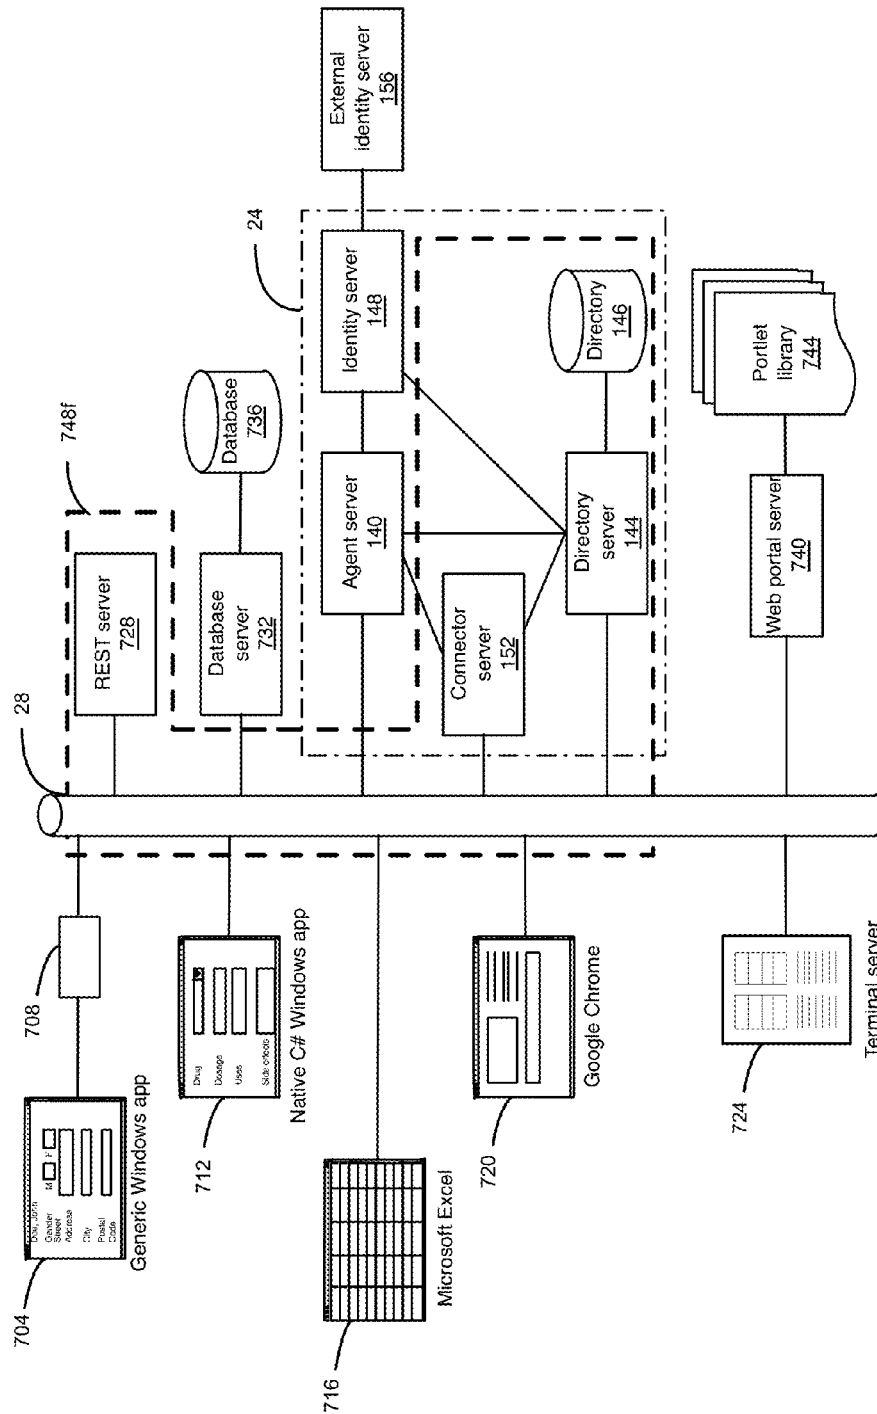 704
Doe, John
Gender M F
Street
Address
City
Postal
Code
Generic Windows app
708
28
REST server
728
748f
712
Drug
Dosage
Uses
Side effects
Native C# Windows app
Database
server
732
Database
736
24
716
Microsoft Excel
Agent server
140
Identity server
148
External
identity server
156
720
Google Chrome
Connector
server
152
Directory
server
144
Directory
146
724
Terminal server
Web portal server
740
Portlet
library
744